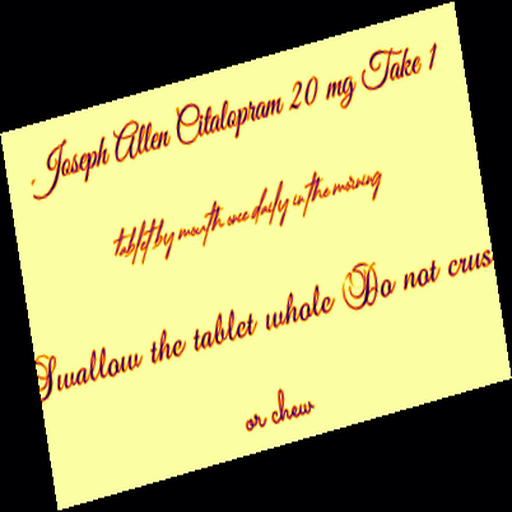 Joseph Allen Citalopram 20 mg Take 1
tablet by mouth once daily in the morning
Swallow the tablet whole Do not crus
or chew